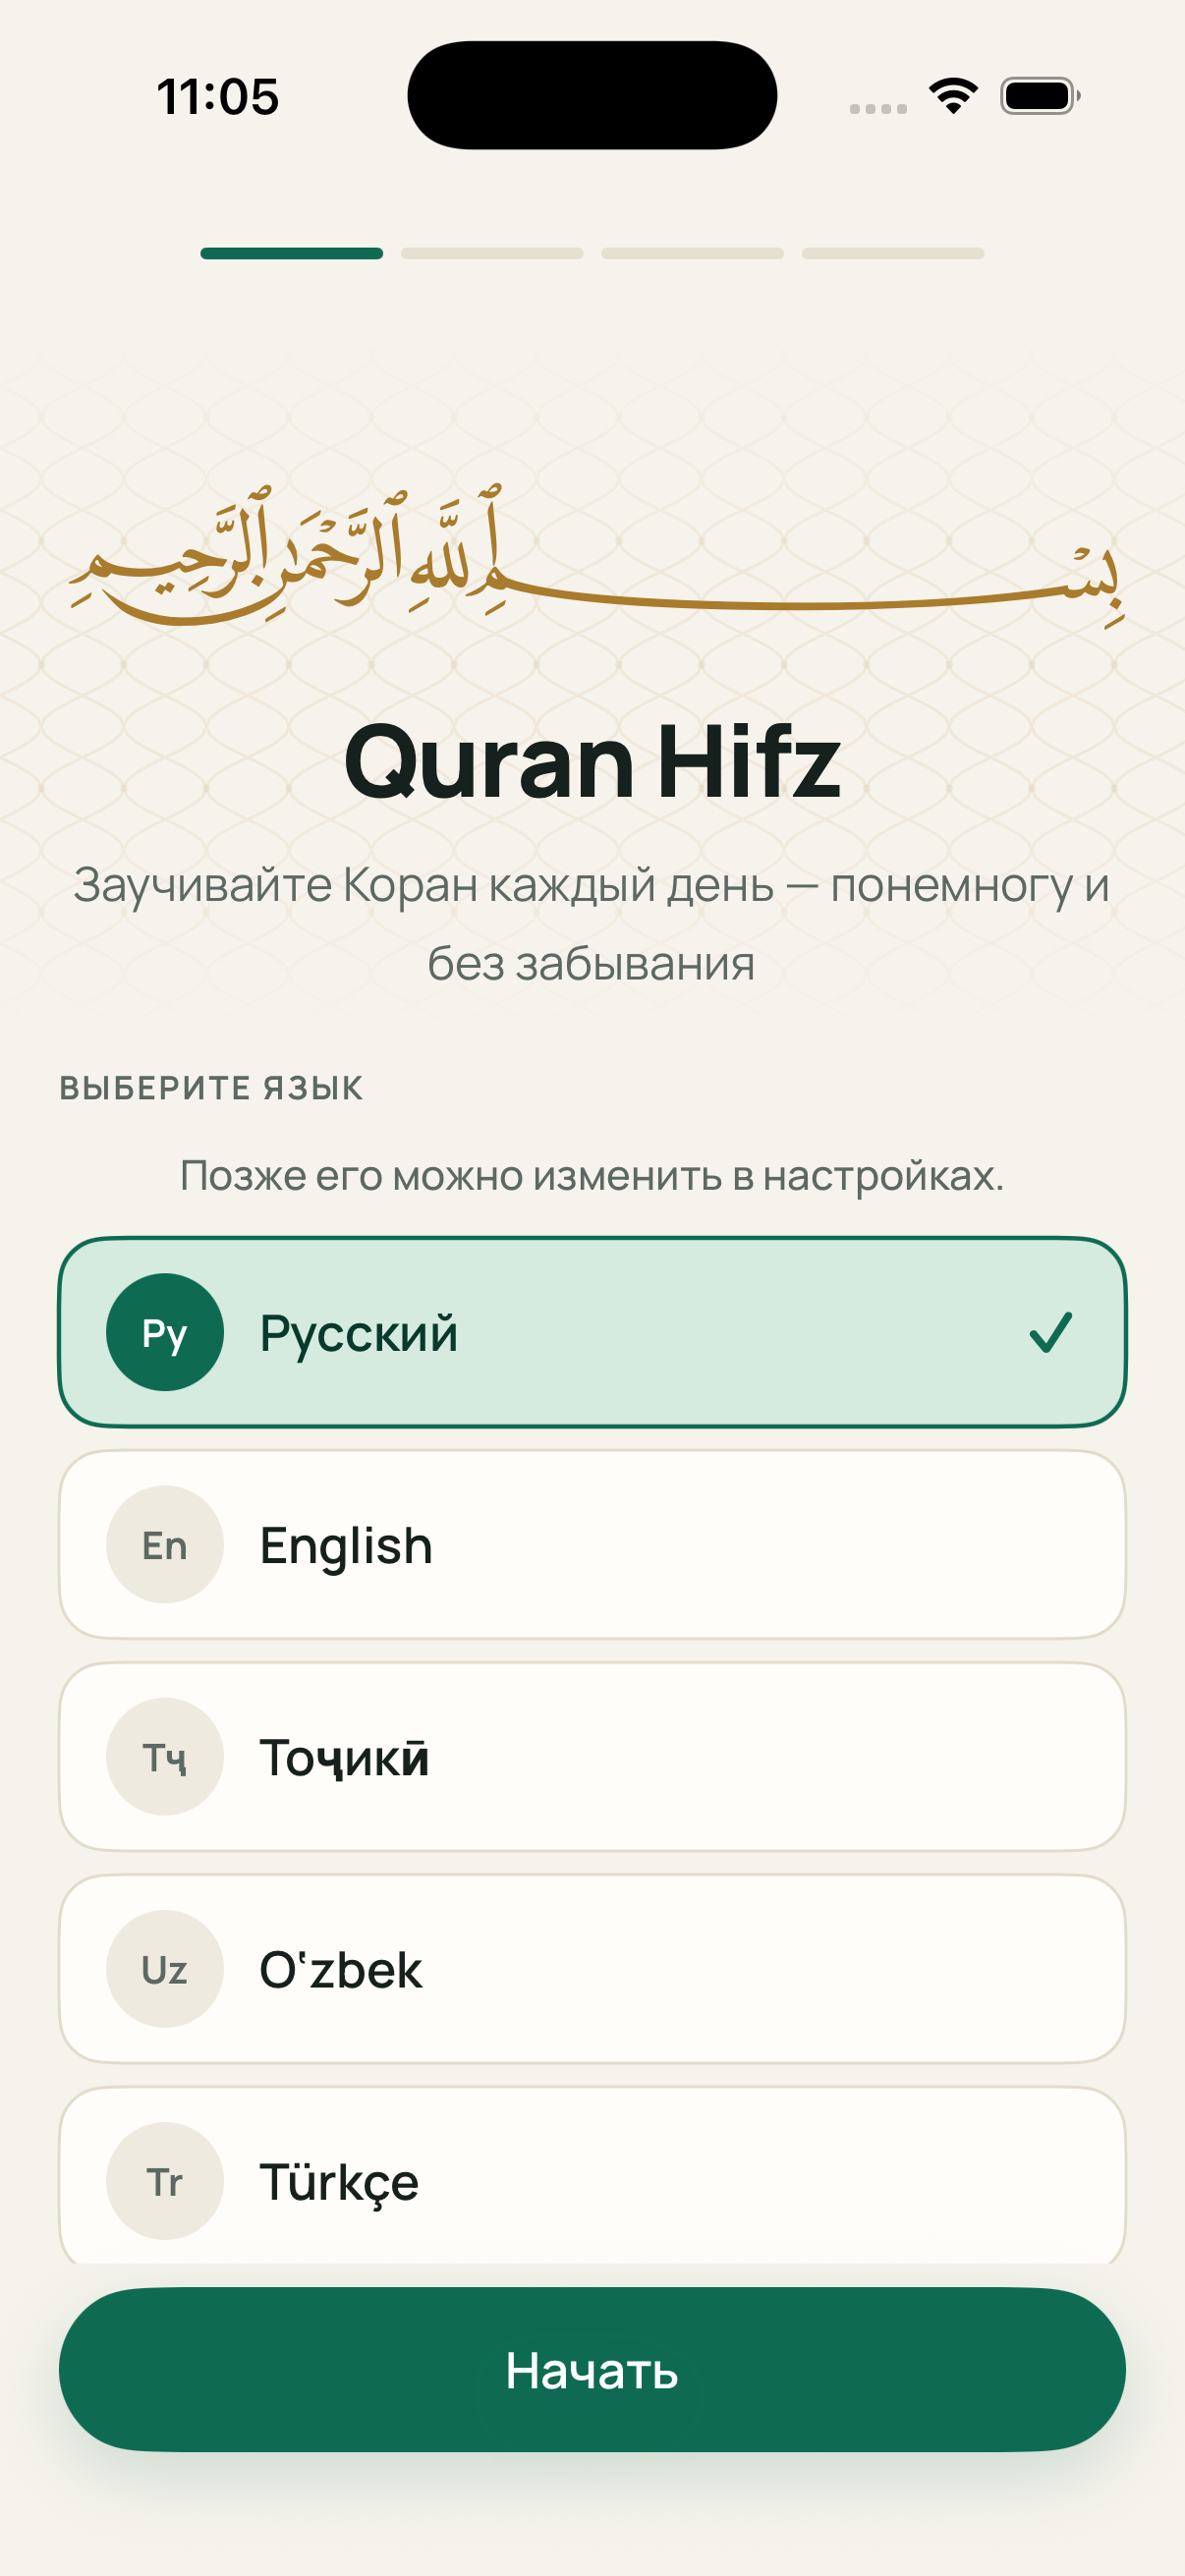 11:05
بِسْمِ ٱللَّهِ ٱلرَّحْمَٰنِ ٱلرَّحِيمِ
Quran Hifz
Заучивайте Коран каждый день — понемногу и
без забывания
ВЫБЕРИТЕ ЯЗЫК
Позже его можно изменить в настройках.
Ру Русский
En English
Тҷ Тоҷикӣ
Uz Oʻzbek
Tr Türkçe
Начать